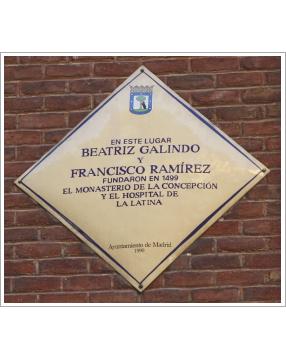 EN ESTE LUGAR
BEATRIZ GALINDO
Y
FRANCISCO RAMÍREZ
FUNDARON EN 1499
EL MONASTERIO DE LA CONCEPCIÓN
Y EL HOSPITAL DE
LA LATINA
Ayuntamiento de Madrid
1990